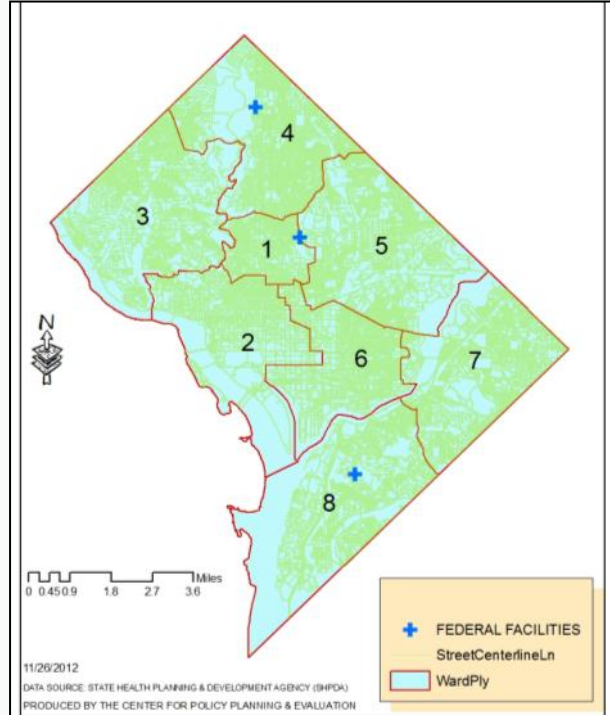 4
3
1
5
N
2
6
7
8
Miles
0 0.45 0.9 1.8 2.7 3.6
FEDERAL FACILITIES
StreetCenterlineLn
WardPly
11/26/2012
DATA SOURCE: STATE HEALTH PLANNING & DEVELOPMENT AGENCY (SHPDA)
PRODUCED BY THE CENTER FOR POLICY PLANNING & EVALUATION